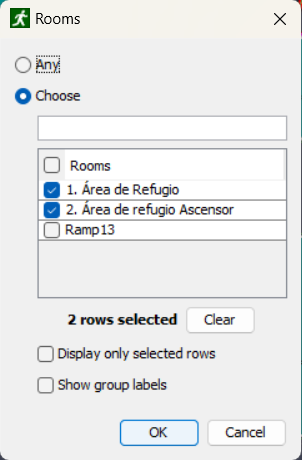 Rooms
Any
Choose
Rooms
1. Área de Refugio
2. Área de refugio Ascensor
Ramp13
2 rows selected Clear
Display only selected rows
Show group labels
OK Cancel